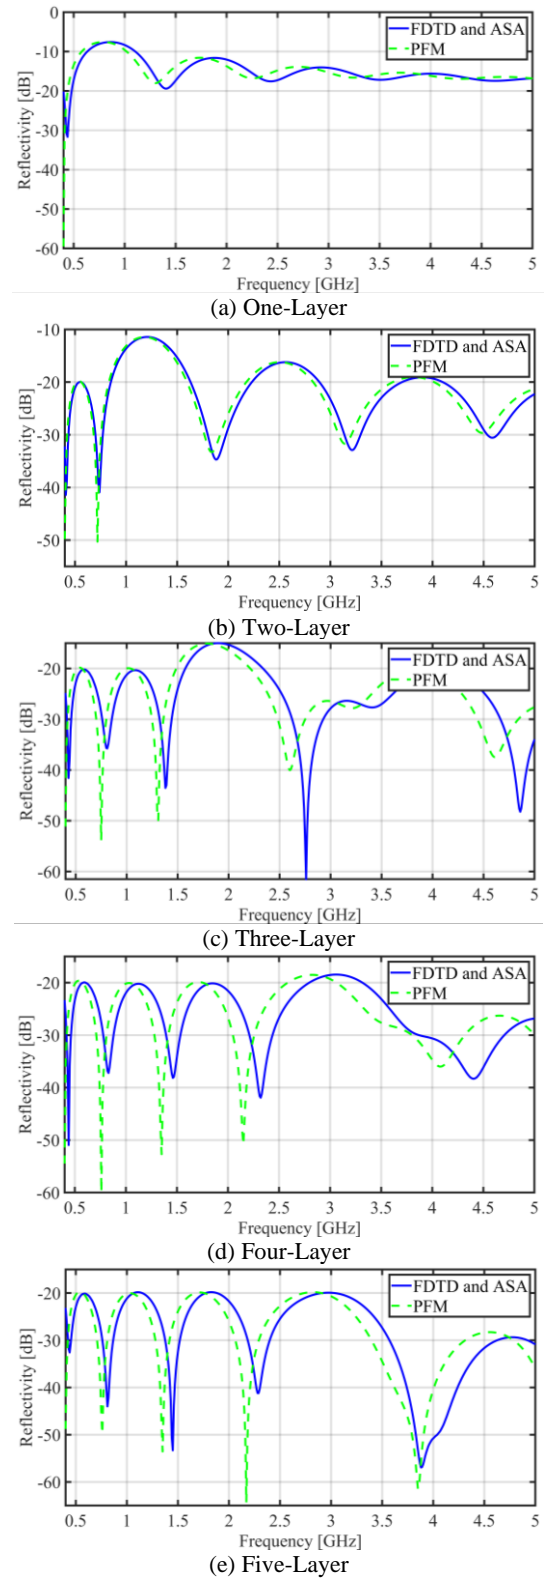 0
-10
-20
-30
-40
-50
-60
Reflectivity [dB]
FDTD and ASA
PFM
0.5 1 1.5 2 2.5 3 3.5 4 4.5 5
Frequency [GHz]
(a) One-Layer
-10
-20
-30
-40
-50
Reflectivity [dB]
FDTD and ASA
PFM
0.5 1 1.5 2 2.5 3 3.5 4 4.5 5
Frequency [GHz]
(b) Two-Layer
-20
-30
-40
-50
-60
Reflectivity [dB]
FDTD and ASA
PFM
0.5 1 1.5 2 2.5 3 3.5 4 4.5 5
Frequency [GHz]
(c) Three-Layer
-20
-30
-40
-50
-60
Reflectivity [dB]
FDTD and ASA
PFM
0.5 1 1.5 2 2.5 3 3.5 4 4.5 5
Frequency [GHz]
(d) Four-Layer
-20
-30
-40
-50
-60
Reflectivity [dB]
FDTD and ASA
PFM
0.5 1 1.5 2 2.5 3 3.5 4 4.5 5
Frequency [GHz]
(e) Five-Layer